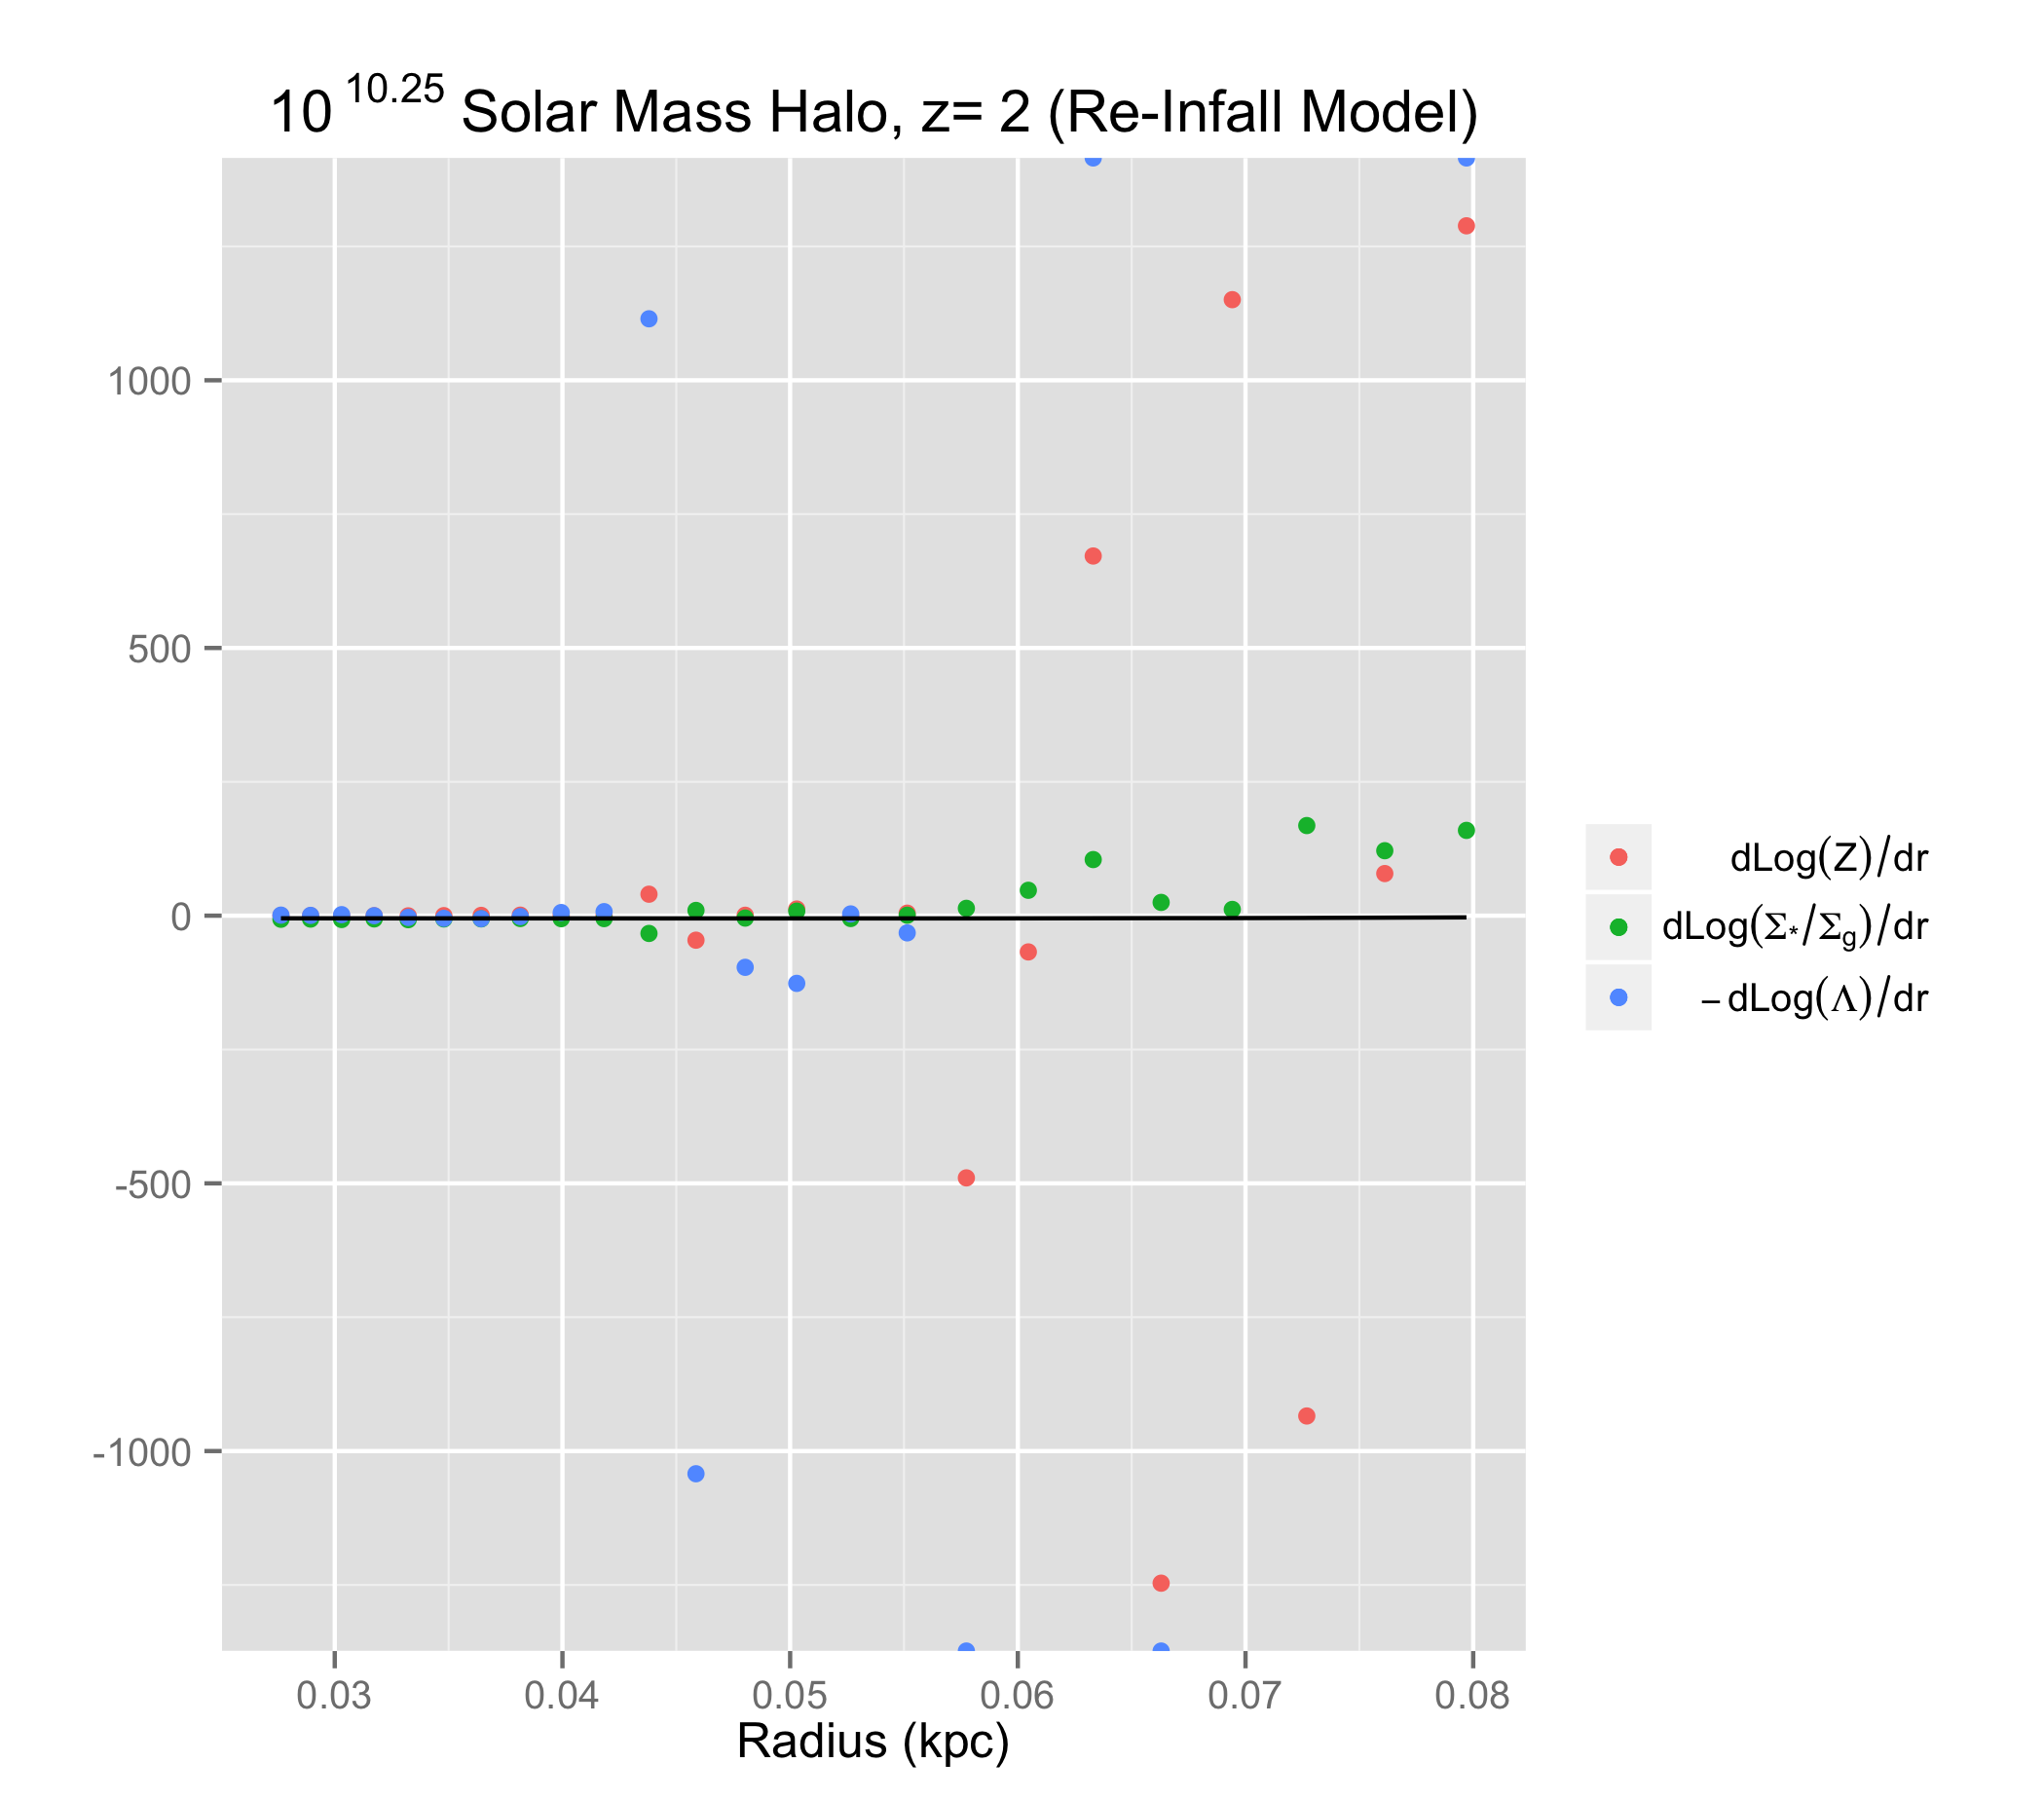 10^10.25 Solar Mass Halo, z= 2 (Re-Infall Model)
1000
500
0
-500
-1000
0.03 0.04 0.05 0.06 0.07 0.08
Radius (kpc)
dLog(Z)/dr
dLog(Σ*/Σg)/dr
− dLog(Λ)/dr